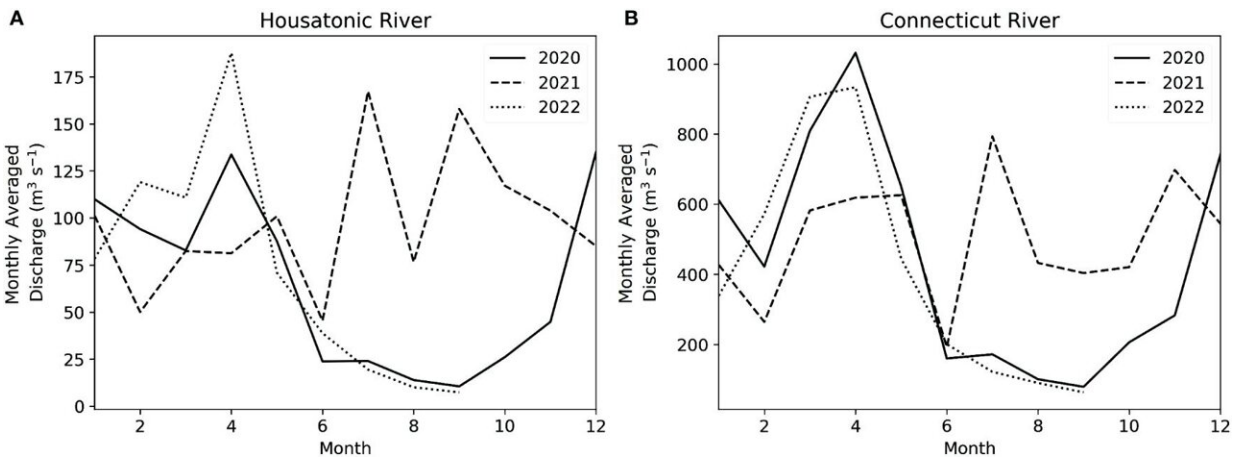 A
Housatonic River
Monthly Averaged
Discharge (m³ s⁻¹)
175
150
125
100
75
50
25
0
2020
2021
2022
2 4 6 8 10 12
Month
B
Connecticut River
Monthly Averaged
Discharge (m³ s⁻¹)
1000
800
600
400
200
2020
2021
2022
2 4 6 8 10 12
Month